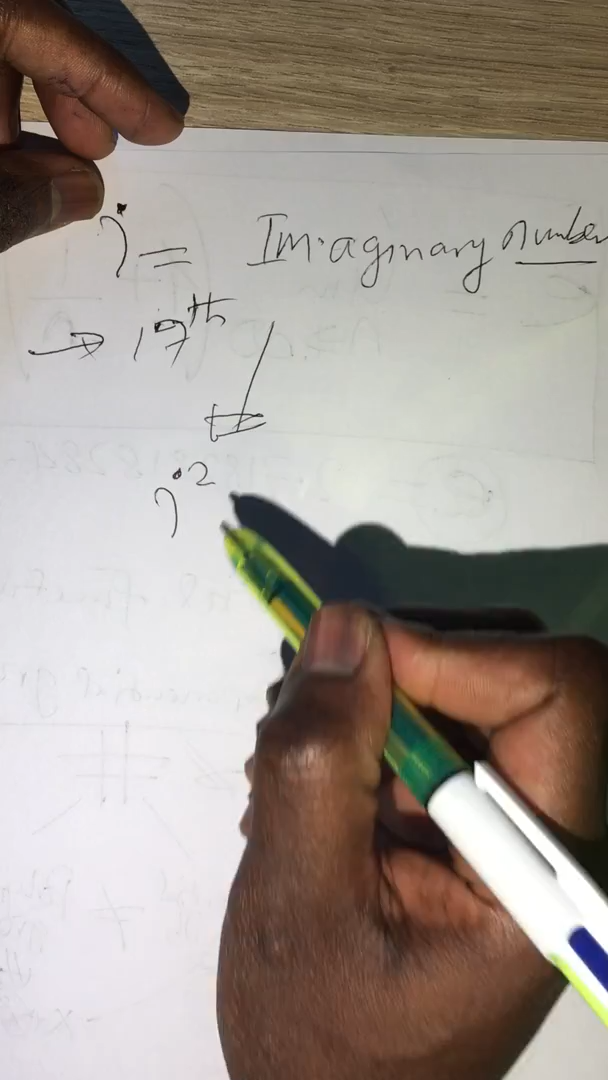 i = Imaginary number
→ 17th
i²